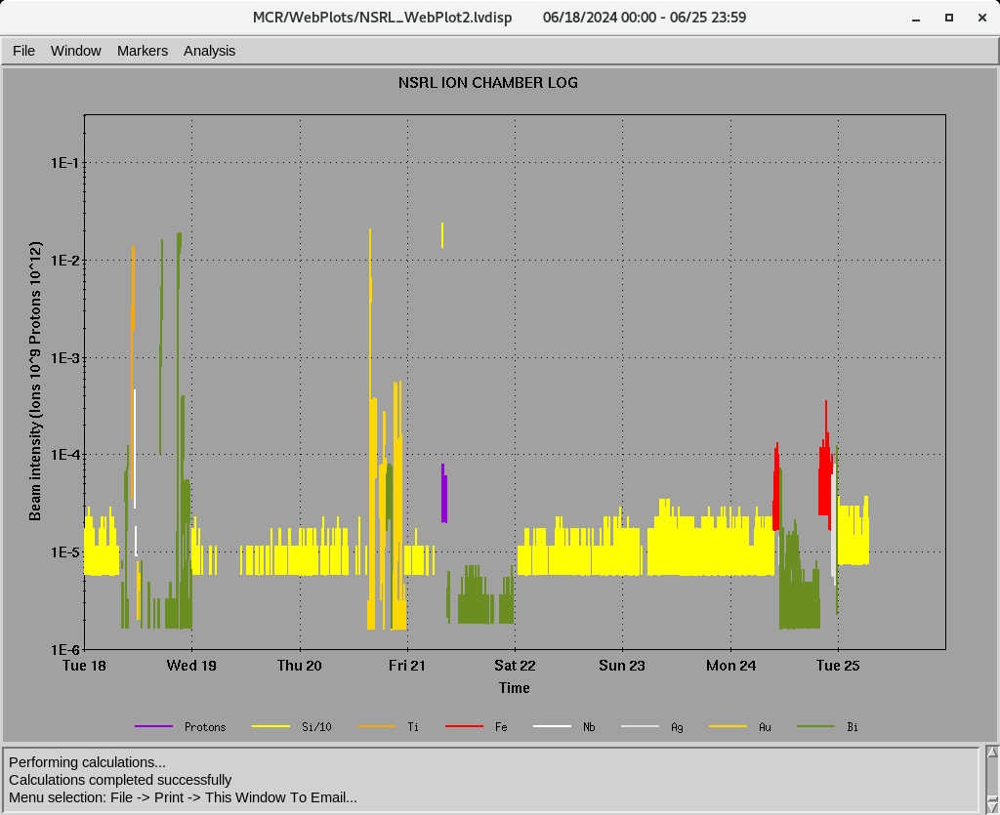 MCR/WebPlots/NSRL_WebPlot2.lvdisp 06/18/2024 00:00 - 06/25 23:59
File Window Markers Analysis
NSRL ION CHAMBER LOG
Beam intensity (Ions 10^9 Protons 10^12)
1E-1
1E-2
1E-3
1E-4
1E-5
1E-6
Tue 18 Wed 19 Thu 20 Fri 21 Sat 22 Sun 23 Mon 24 Tue 25
Time
Protons Si/10 Ti Fe Nb Ag Au Bi
Performing calculations...
Calculations completed successfully
Menu selection: File -> Print -> This Window To Email...